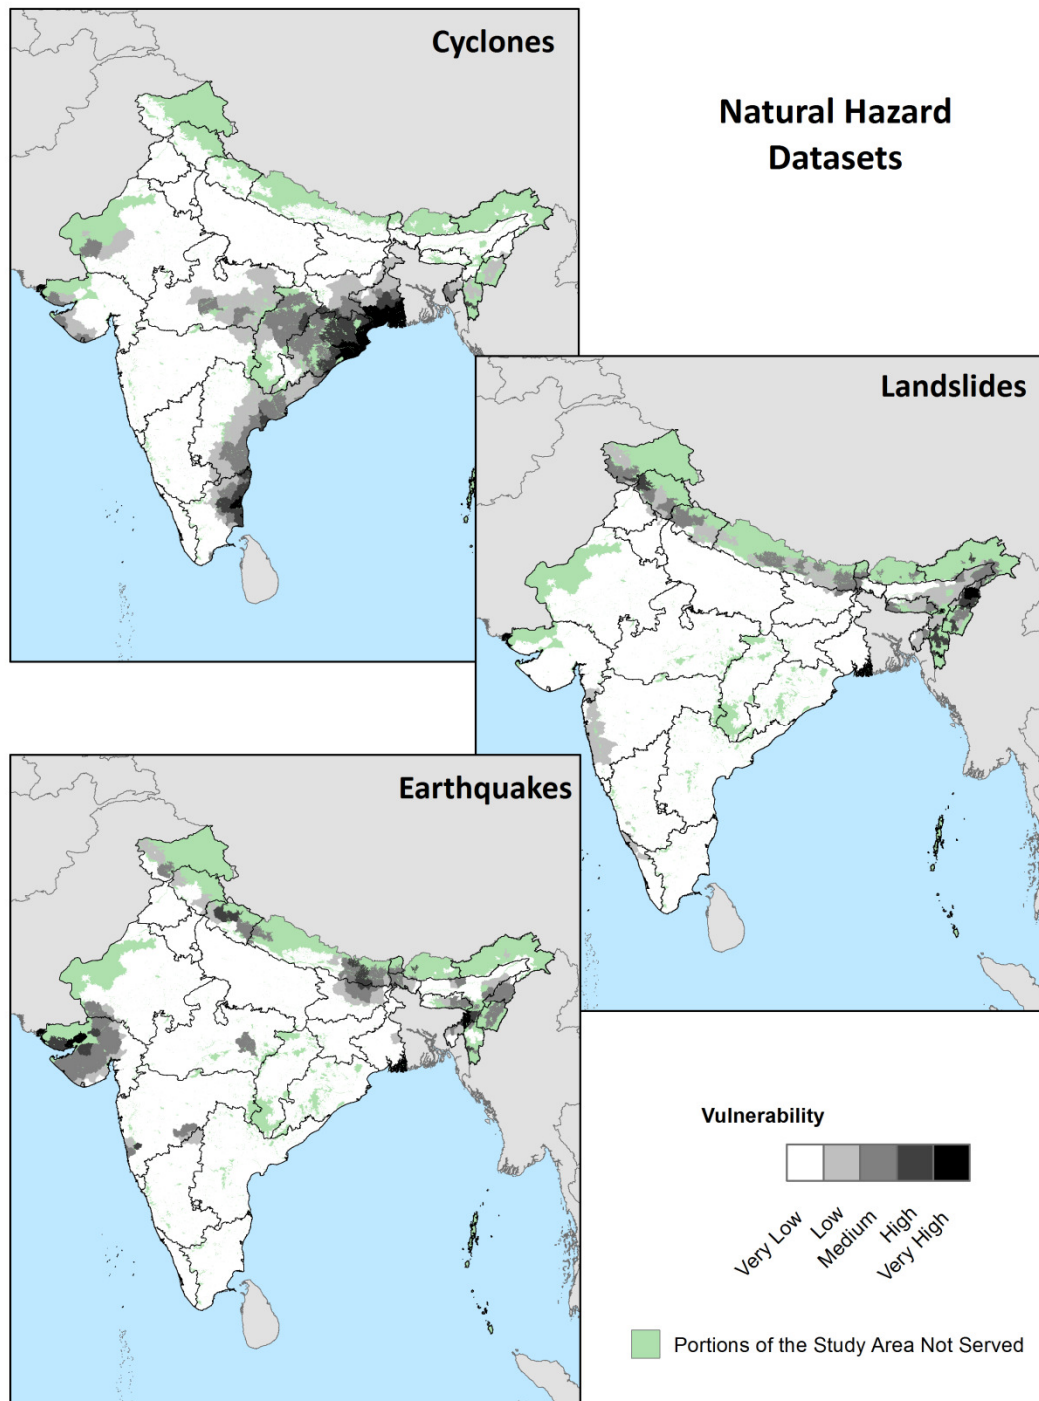 Cyclones
Natural Hazard
Datasets
Landslides
Earthquakes
Vulnerability
Very Low
Low
Medium
High
Very High
Portions of the Study Area Not Served